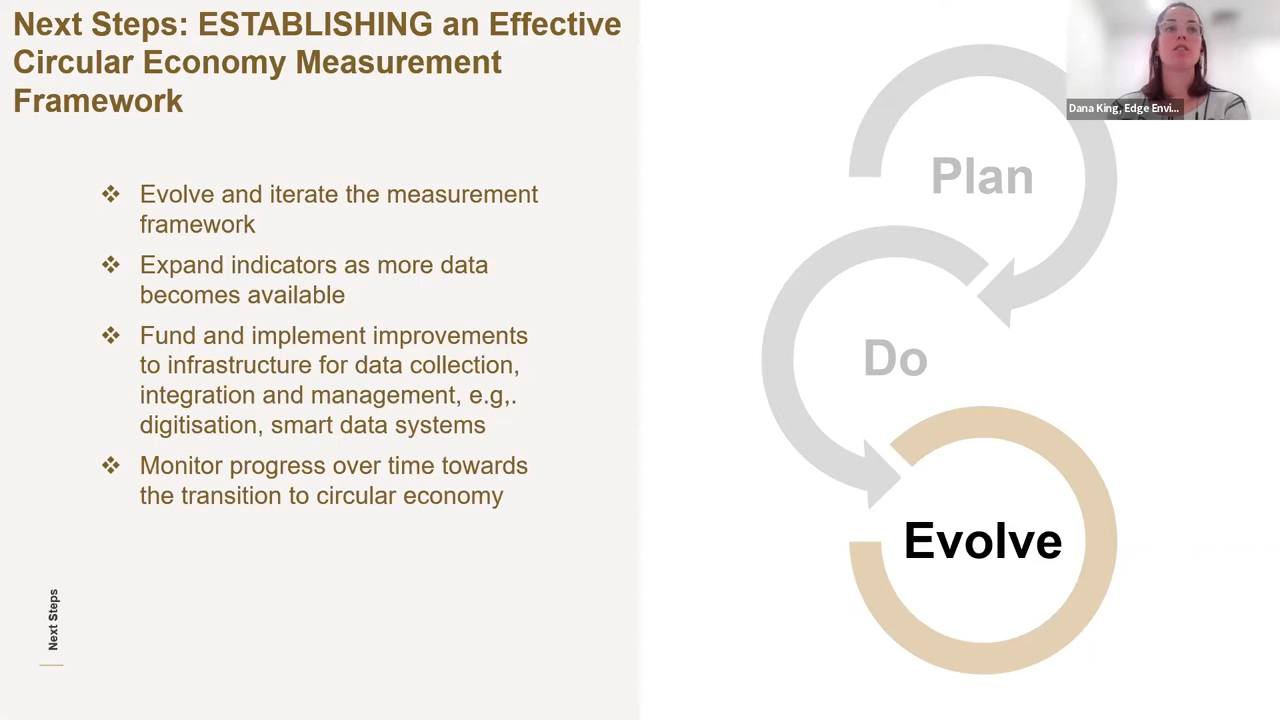 Next Steps: ESTABLISHING an Effective
Circular Economy Measurement
Framework
❖ Evolve and iterate the measurement
framework
❖ Expand indicators as more data
becomes available
❖ Fund and implement improvements
to infrastructure for data collection,
integration and management, e.g,.
digitisation, smart data systems
❖ Monitor progress over time towards
the transition to circular economy
Next Steps
Plan
Do
Evolve
Dana King, Edge Envi...